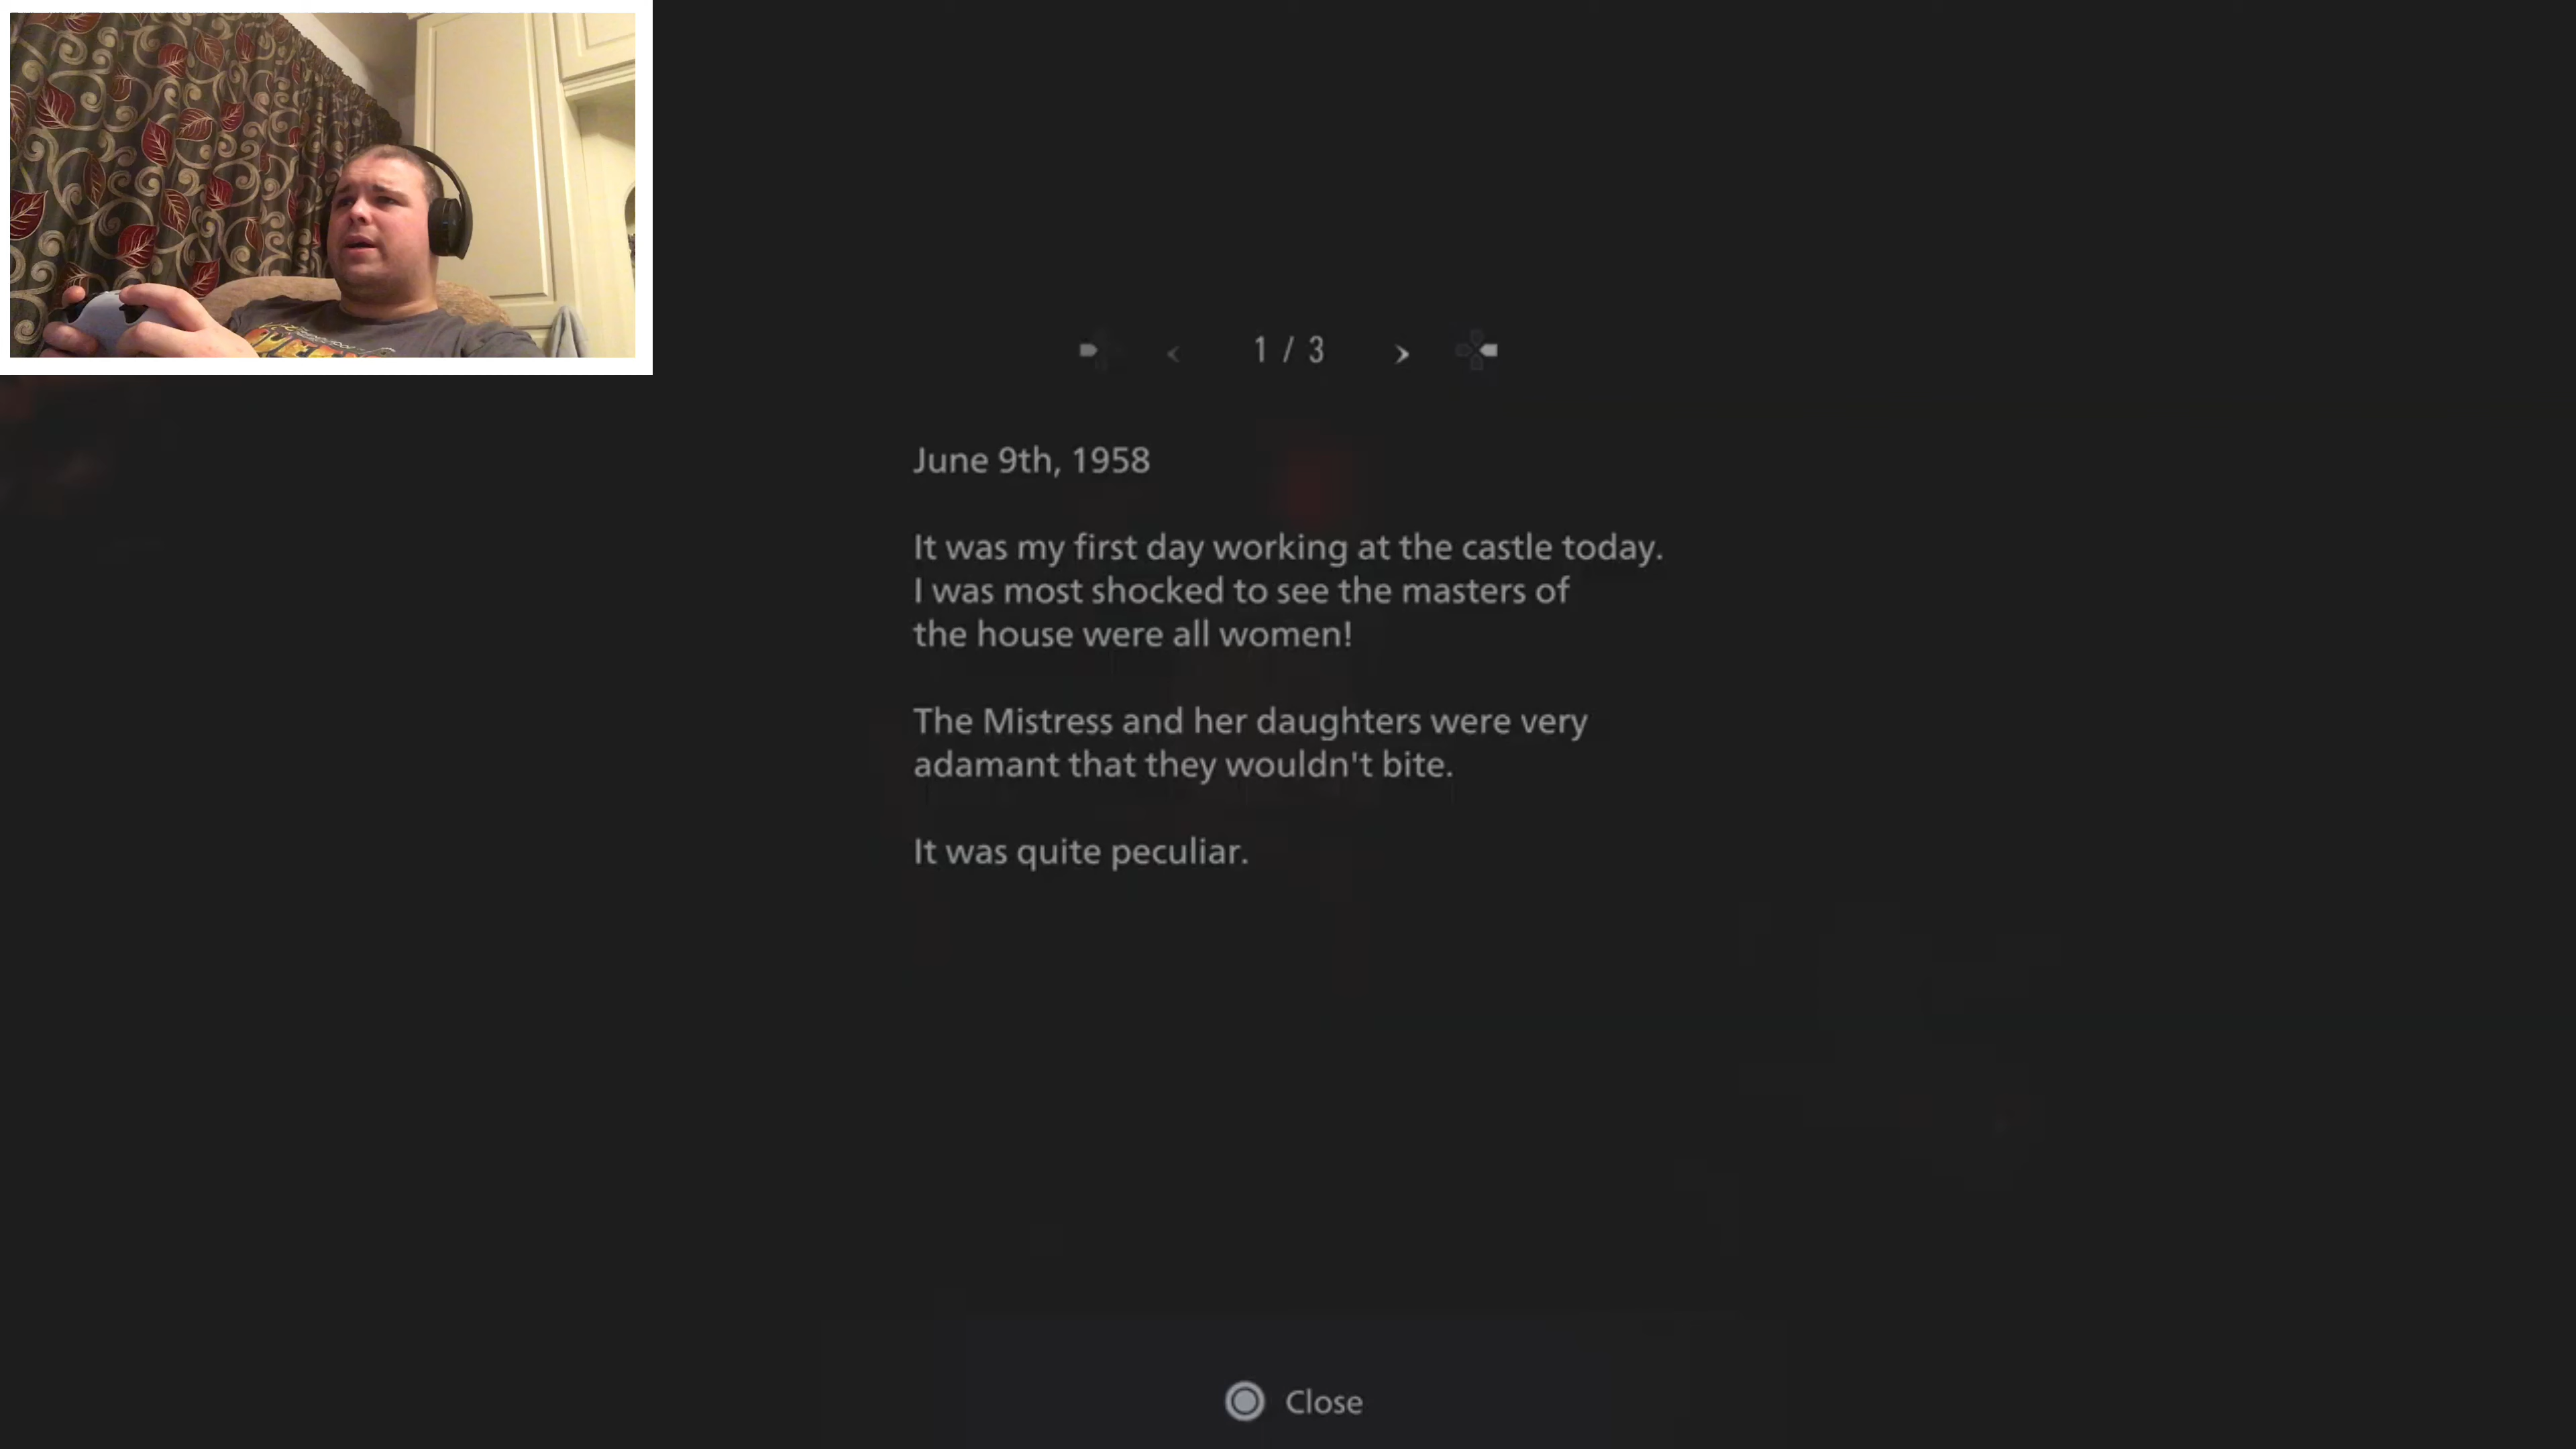 1 / 3
June 9th, 1958
It was my first day working at the castle today.
I was most shocked to see the masters of
the house were all women!
The Mistress and her daughters were very
adamant that they wouldn't bite.
It was quite peculiar.
Close